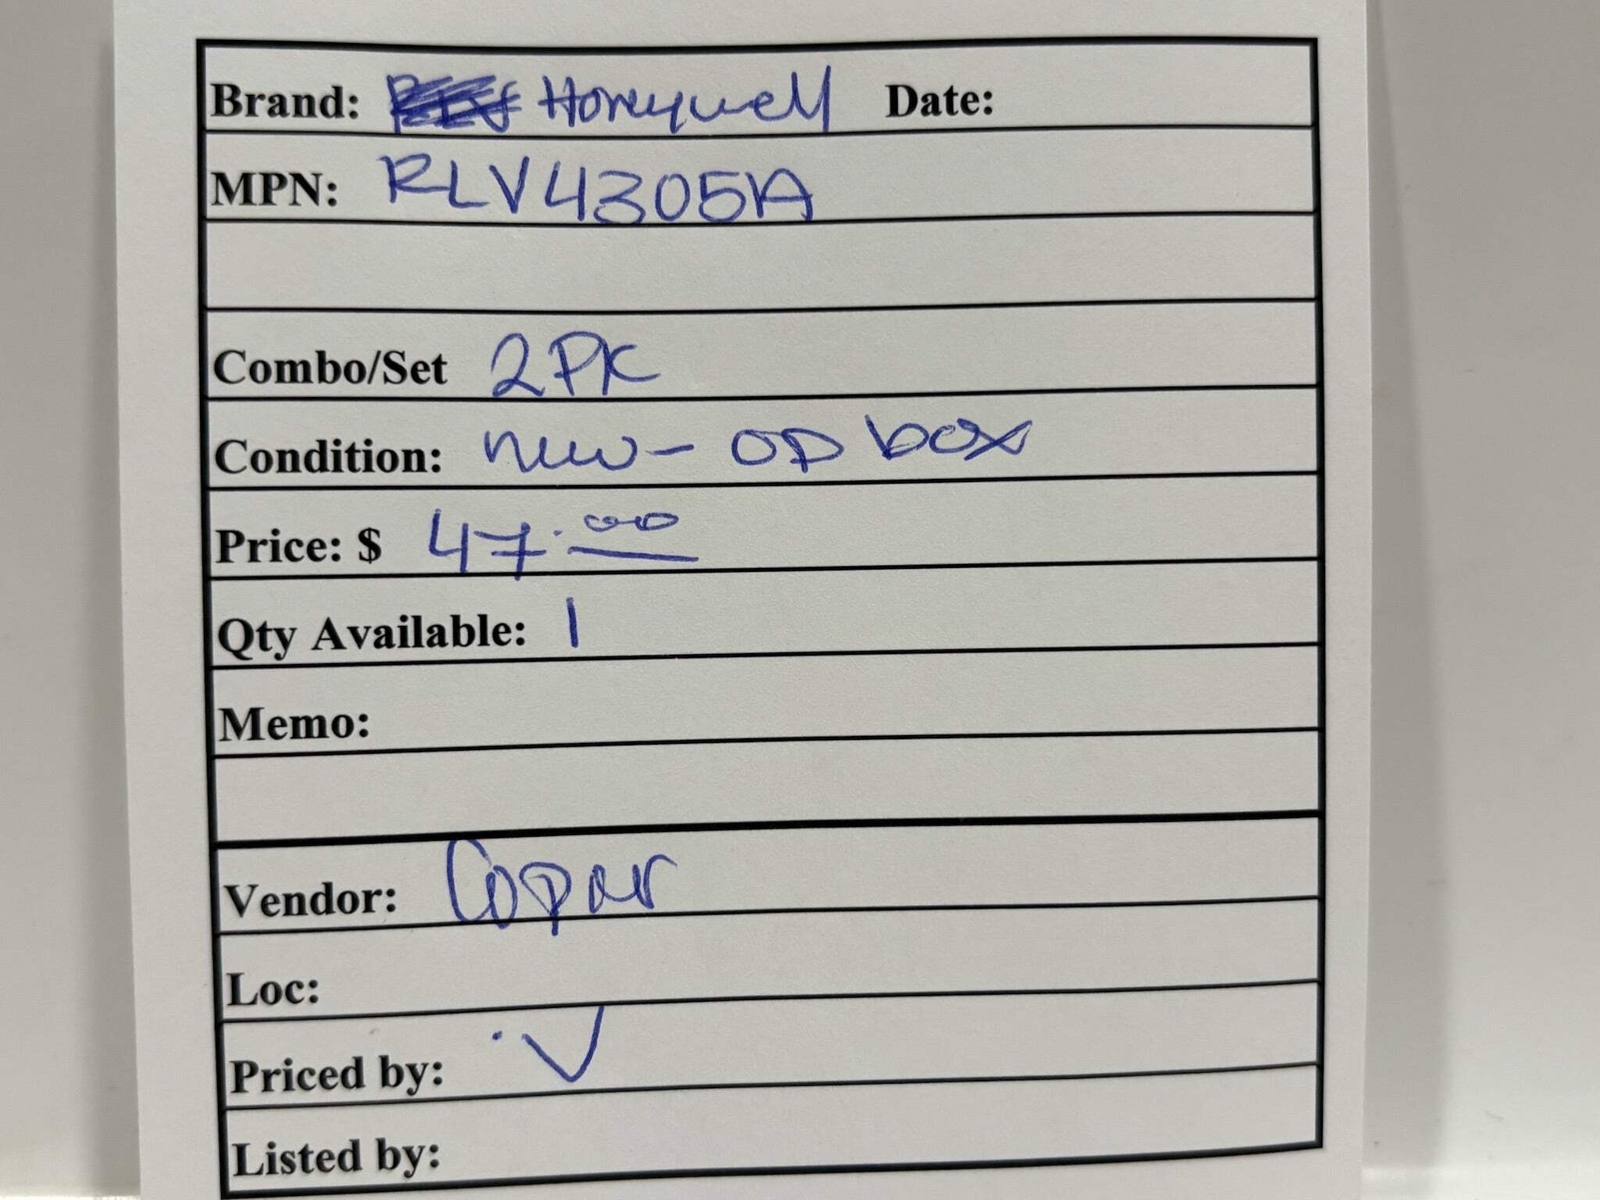 Brand: Honeywell Date:
MPN: RLV4305A
Combo/Set 2PK
Condition: new - op box
Price: $ 47.00
Qty Available: 1
Memo:
Vendor: Copar
Loc:
Priced by: V
Listed by: